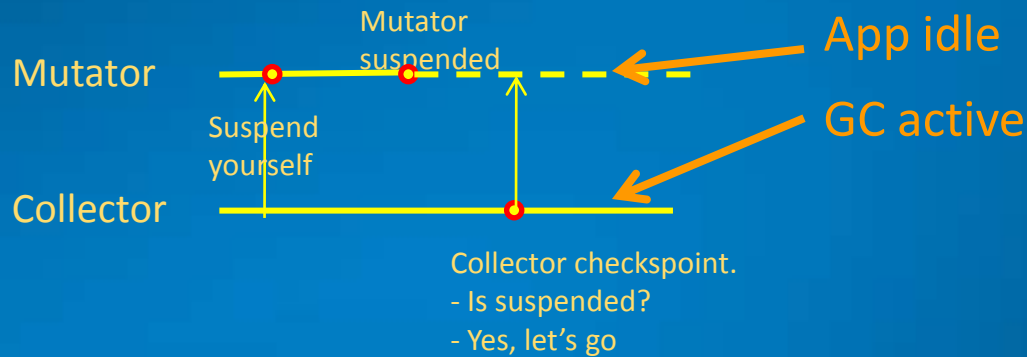 Mutator
Mutator
suspended
App idle
Suspend
yourself
GC active
Collector
Collector checkspoint.
- Is suspended?
- Yes, let's go